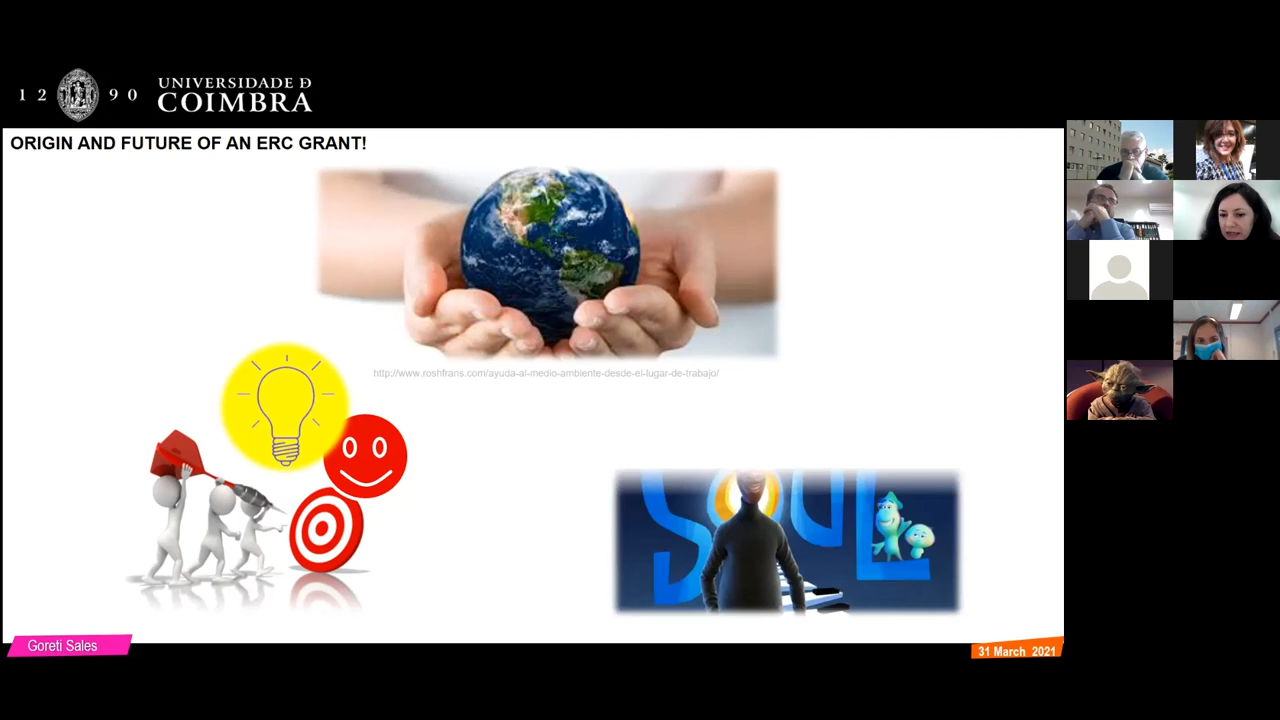 1 2 9 0
UNIVERSIDADE D
COIMBRA
ORIGIN AND FUTURE OF AN ERC GRANT!
http://www.roshfrans.com/ayuda-al-medio-ambiente-desde-el-lugar-de-trabajo/
SOUL
Goreti Sales
31 March 2021